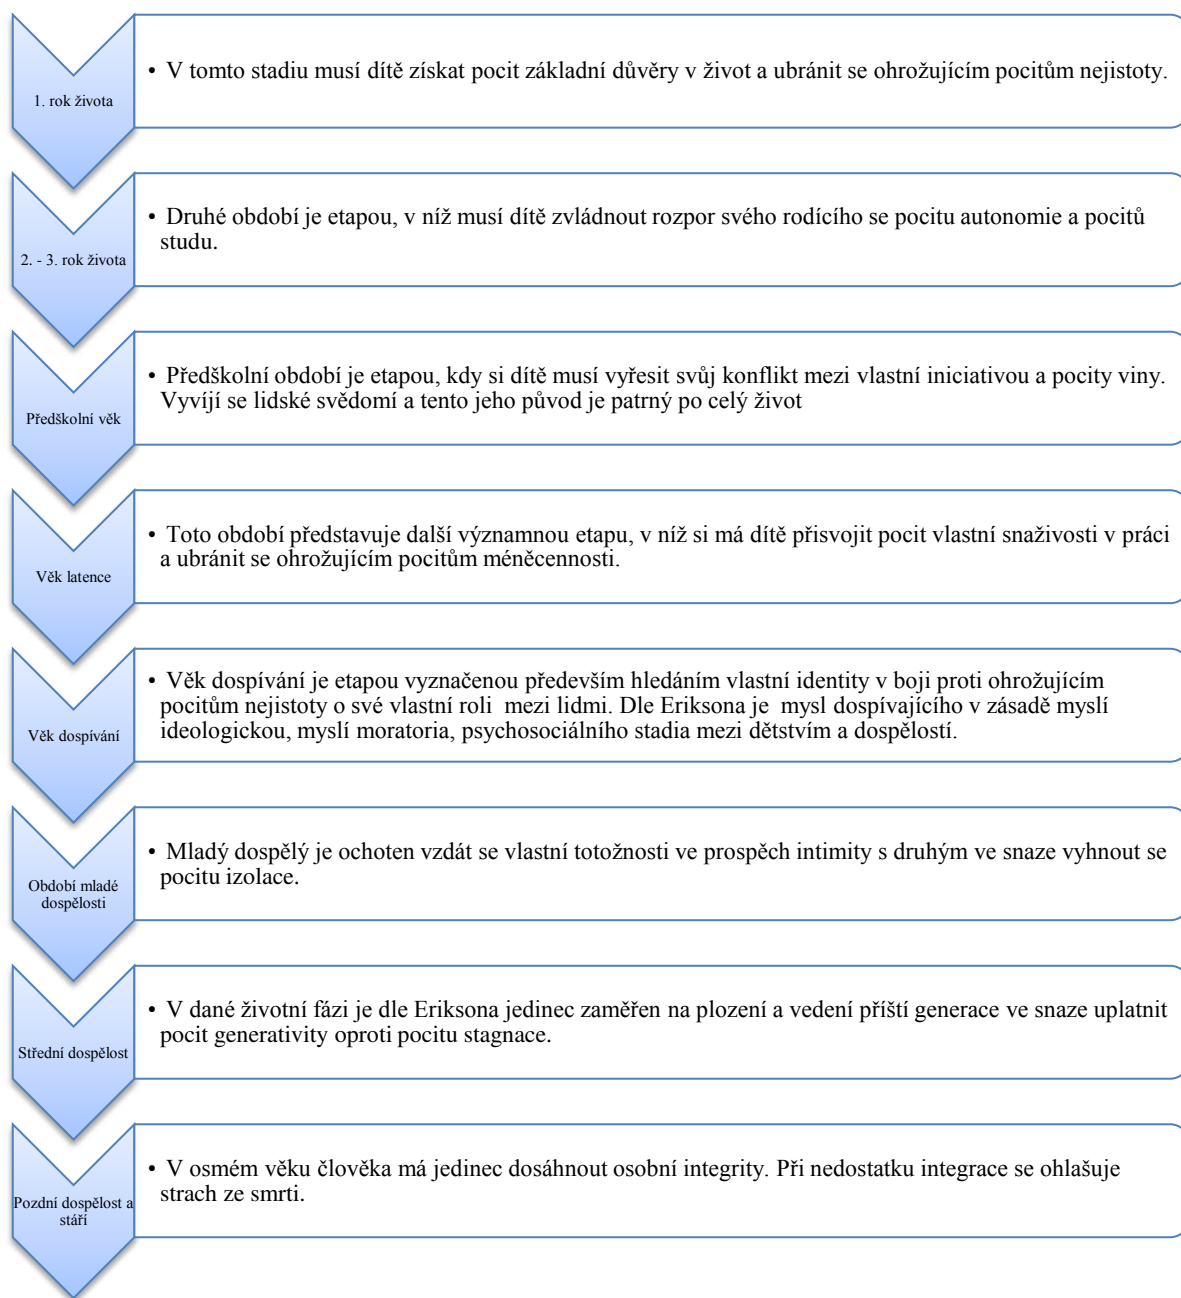 1. rok života
• V tomto stadiu musí dítě získat pocit základní důvěry v život a ubránit se ohrožujícím pocitům nejistoty.
2. - 3. rok života
• Druhé období je etapou, v níž musí dítě zvládnout rozpor svého rodícího se pocitu autonomie a pocitů
studu.
Předškolní věk
• Předškolní období je etapou, kdy si dítě musí vyřesit svůj konflikt mezi vlastní iniciativou a pocity viny.
Vyvíjí se lidské svědomí a tento jeho původ je patrný po celý život
Věk latence
• Toto období představuje další významnou etapu, v níž si má dítě přisvojit pocit vlastní snaživosti v práci
a ubránit se ohrožujícím pocitům méněcennosti.
Věk dospívání
• Věk dospívání je etapou vyznačenou především hledáním vlastní identity v boji proti ohrožujícím
pocitům nejistoty o své vlastní roli mezi lidmi. Dle Eriksona je mysl dospívajícího v zásadě myslí
ideologickou, myslí moratoria, psychosociálního stadia mezi dětstvím a dospělostí.
Období mladé
dospělosti
• Mladý dospělý je ochoten vzdát se vlastní totožnosti ve prospěch intimity s druhým ve snaze vyhnout se
pocitu izolace.
Střední dospělost
• V dané životní fázi je dle Eriksona jedinec zaměřen na plození a vedení příští generace ve snaze uplatnit
pocit generativity oproti pocitu stagnace.
Pozdní dospělost a
stáří
• V osmém věku člověka má jedinec dosáhnout osobní integrity. Při nedostatku integrace se ohlašuje
strach ze smrti.